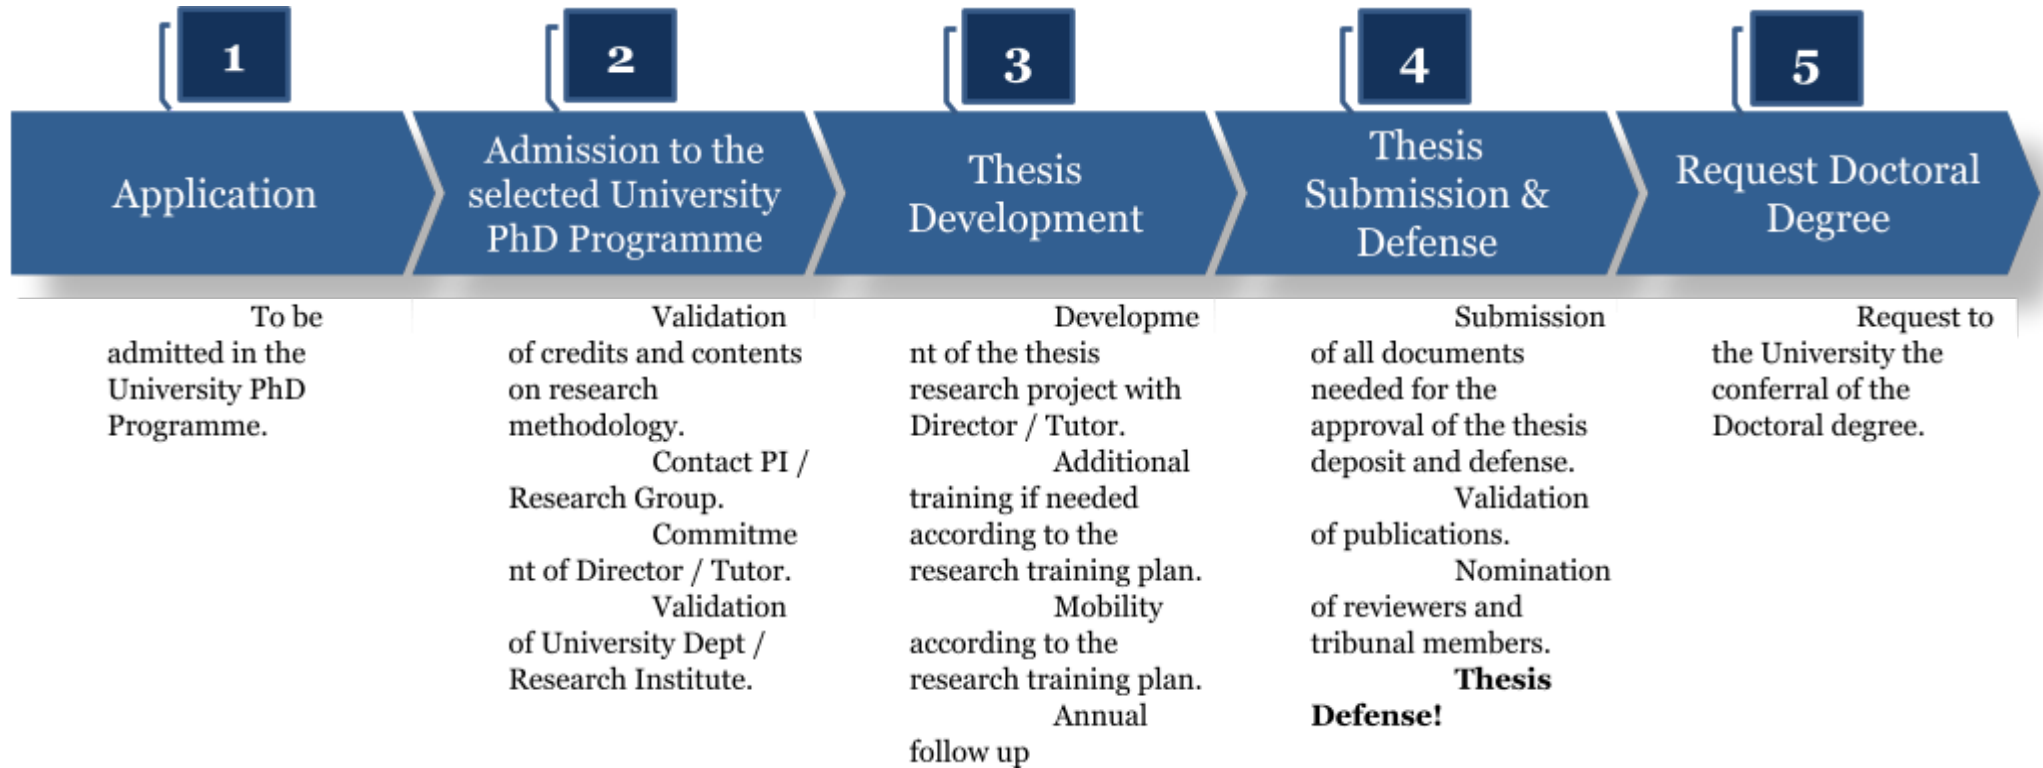 1
Application
To be
admitted in the
University PhD
Programme.
2
Admission to the
selected University
PhD Programme
Validation
of credits and contents
on research
methodology.
Contact PI /
Research Group.
Commitme
nt of Director / Tutor.
Validation
of University Dept /
Research Institute.
3
Thesis
Development
Developme
nt of the thesis
research project with
Director / Tutor.
Additional
training if needed
according to the
research training plan.
Mobility
according to the
research training plan.
Annual
follow up
4
Thesis
Submission &
Defense
Submission
of all documents
needed for the
approval of the thesis
deposit and defense.
Validation
of publications.
Nomination
of reviewers and
tribunal members.
Thesis
Defense!
5
Request Doctoral
Degree
Request to
the University the
conferral of the
Doctoral degree.